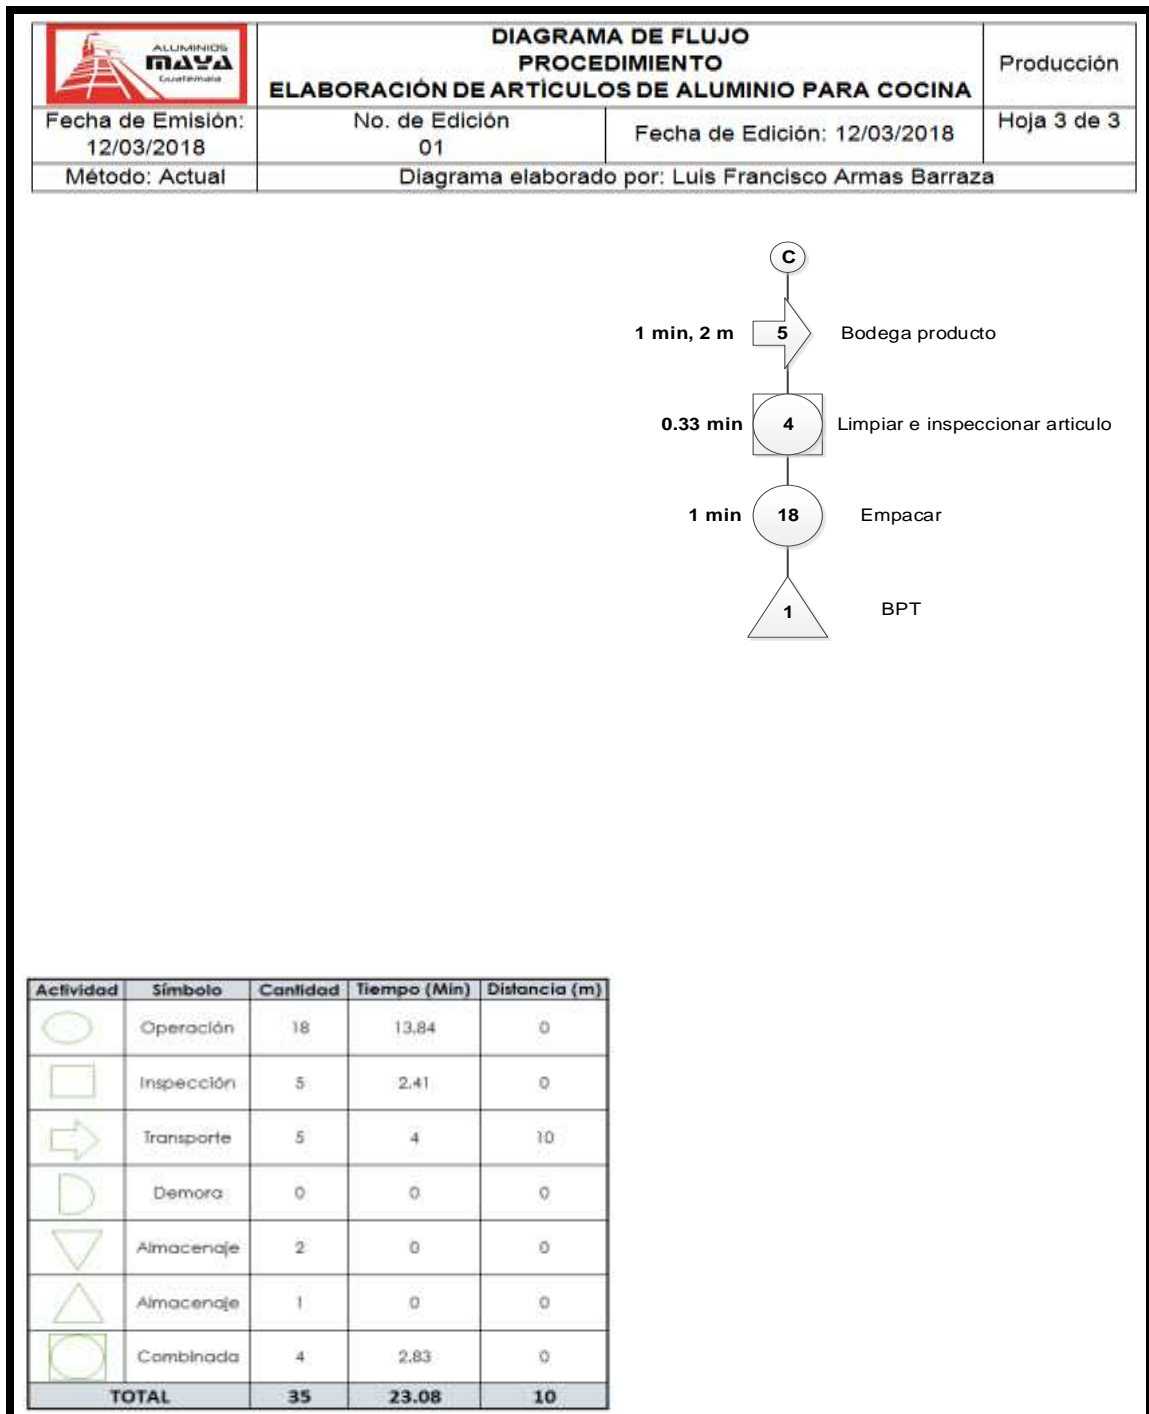 ALUMINIOS
MAYA
Guatemala
DIAGRAMA DE FLUJO
PROCEDIMIENTO
ELABORACIÓN DE ARTÌCULOS DE ALUMINIO PARA COCINA
Producción
Fecha de Emisión:
12/03/2018
No. de Edición
01
Fecha de Edición: 12/03/2018
Hoja 3 de 3
Método: Actual
Diagrama elaborado por: Luis Francisco Armas Barraza
C
1 min, 2 m 5 Bodega producto
0.33 min 4 Limpiar e inspeccionar articulo
1 min 18 Empacar
1 BPT
Actividad Símbolo Cantidad Tiempo (Min) Distancia (m)
Operación 18 13.84 0
Inspección 5 2.41 0
Transporte 5 4 10
Demora 0 0 0
Almacenaje 2 0 0
Almacenaje 1 0 0
Combinada 4 2.83 0
TOTAL 35 23.08 10